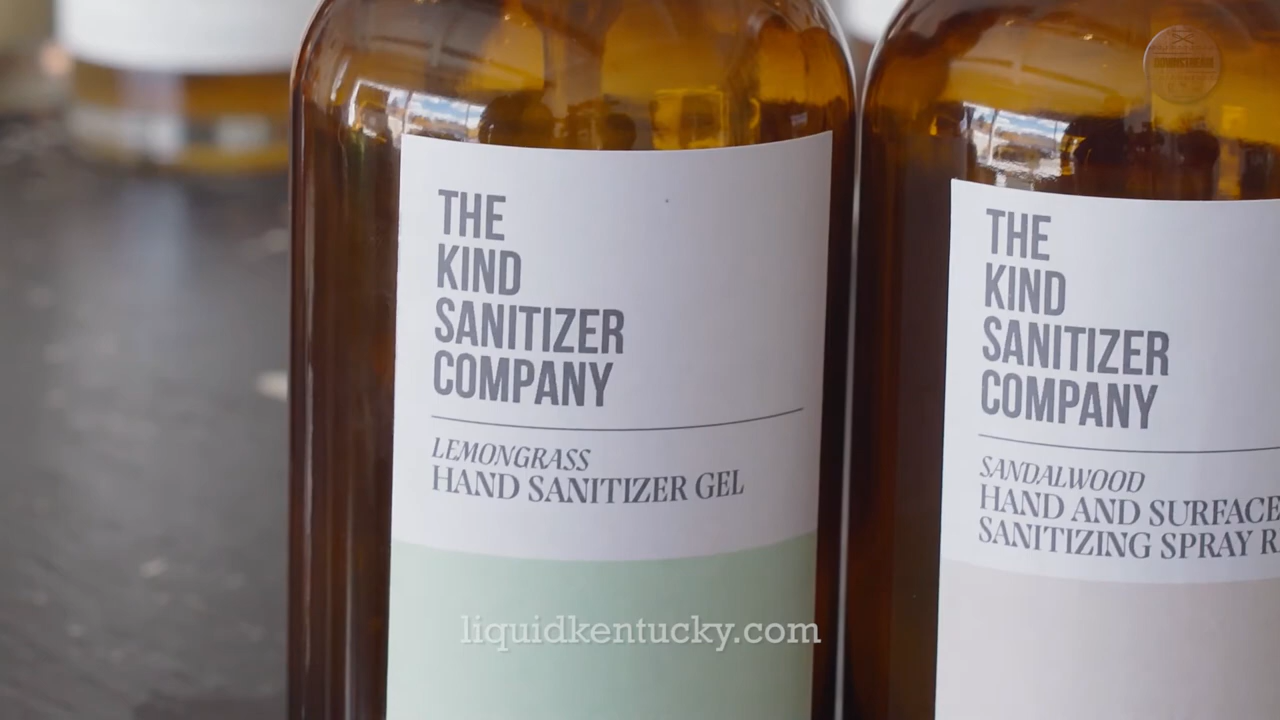 THE
KIND
SANITIZER
COMPANY
LEMONGRASS
HAND SANITIZER GEL
THE
KIND
SANITIZER
COMPANY
SANDALWOOD
HAND AND SURFACE
SANITIZING SPRAY R
liquidkentucky.com